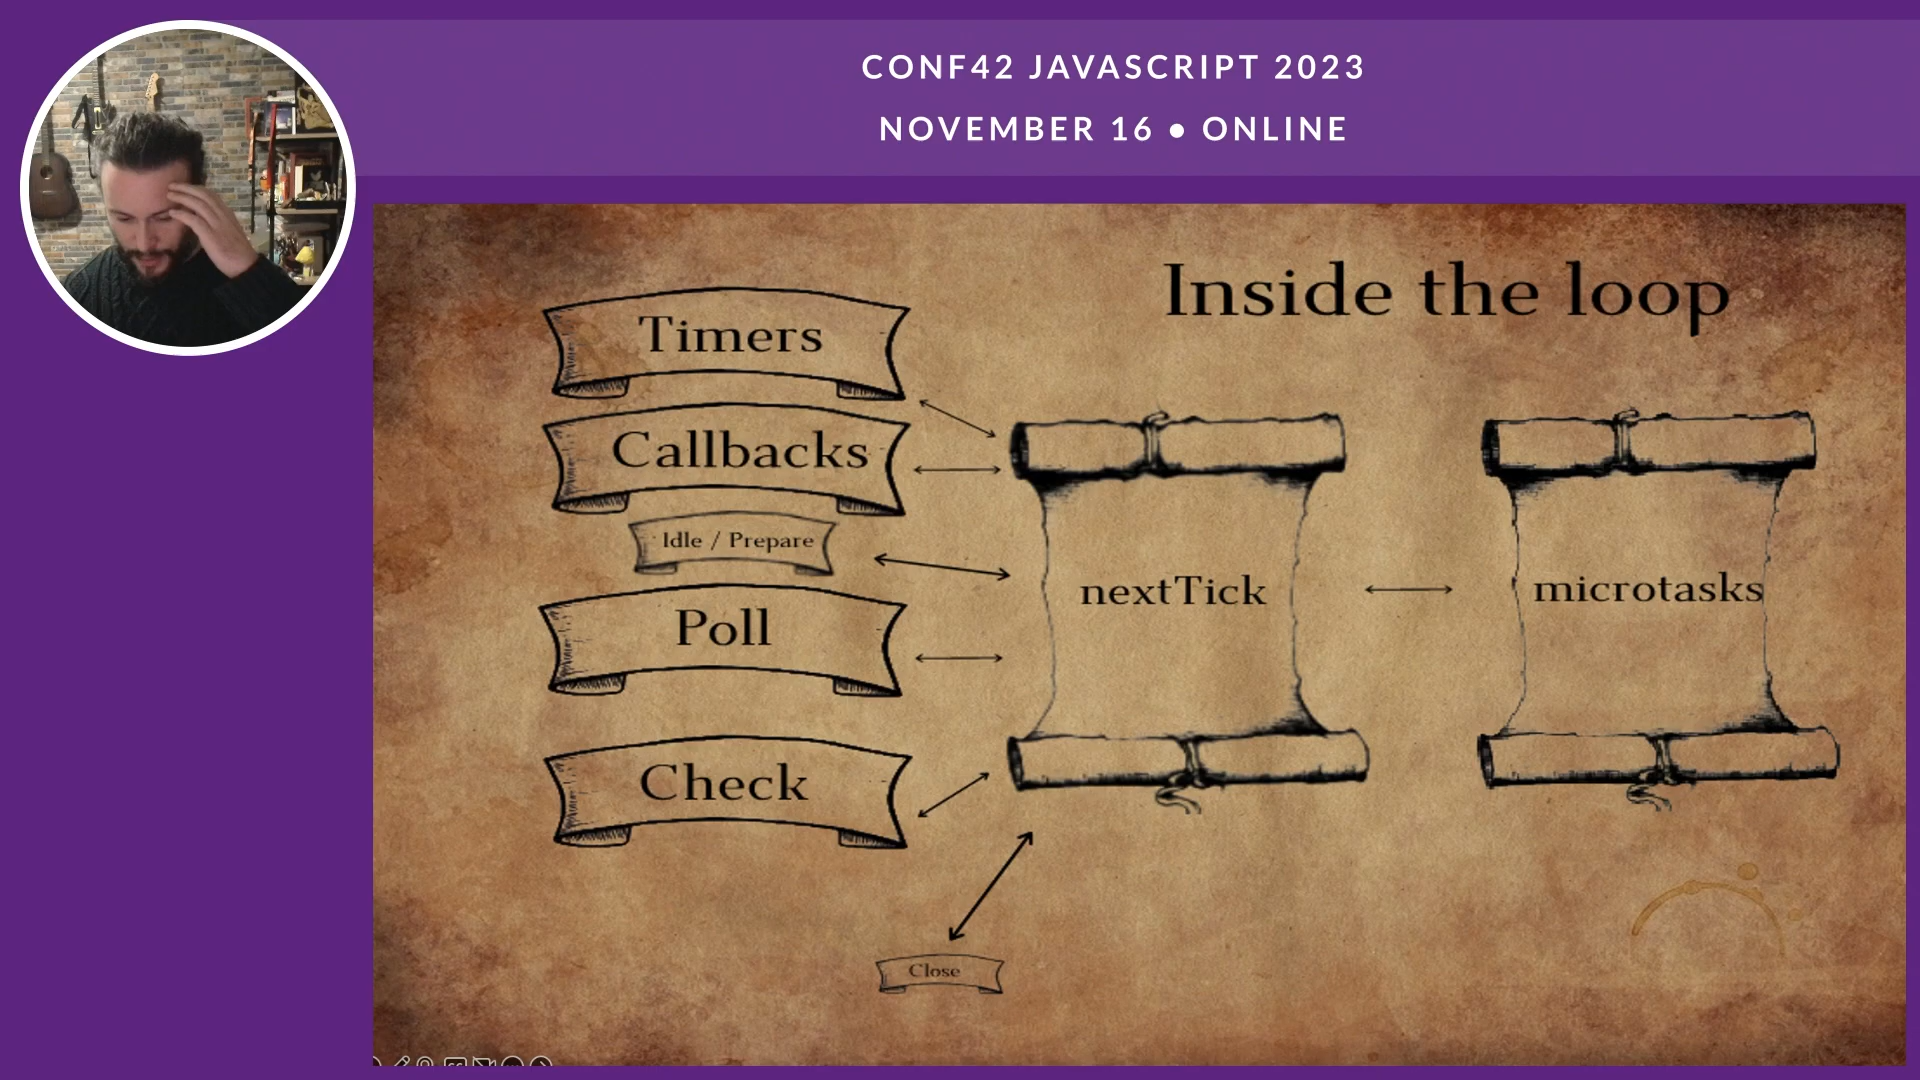 CONF42 JAVASCRIPT 2023
NOVEMBER 16 • ONLINE
Inside the loop
Timers
Callbacks
Idle / Prepare
Poll
Check
Close
nextTick
microtasks